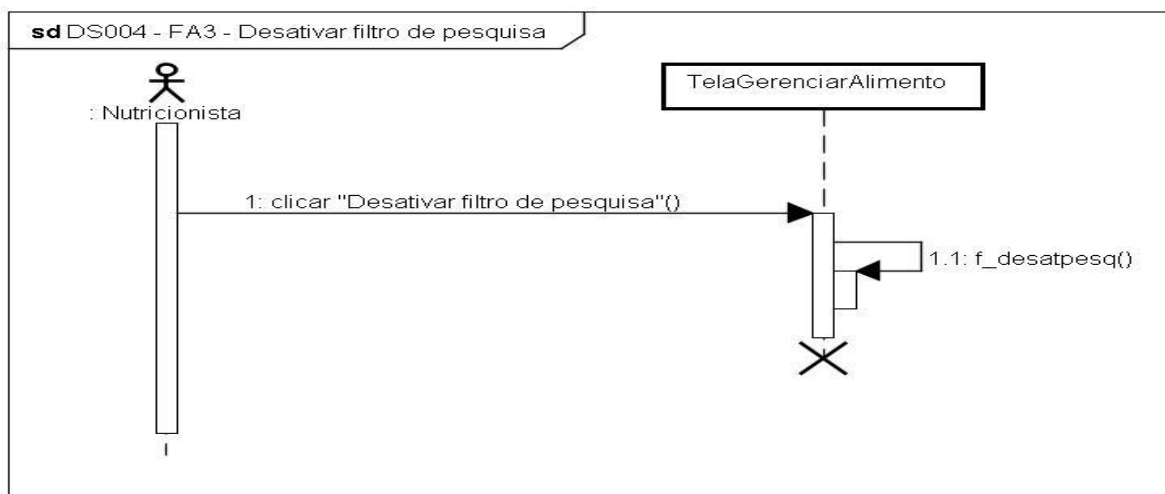 sd DS004 - FA3 - Desativar filtro de pesquisa
: Nutricionista
TelaGerenciarAlimento
1: clicar "Desativar filtro de pesquisa"()
1.1: f_desatpesq()